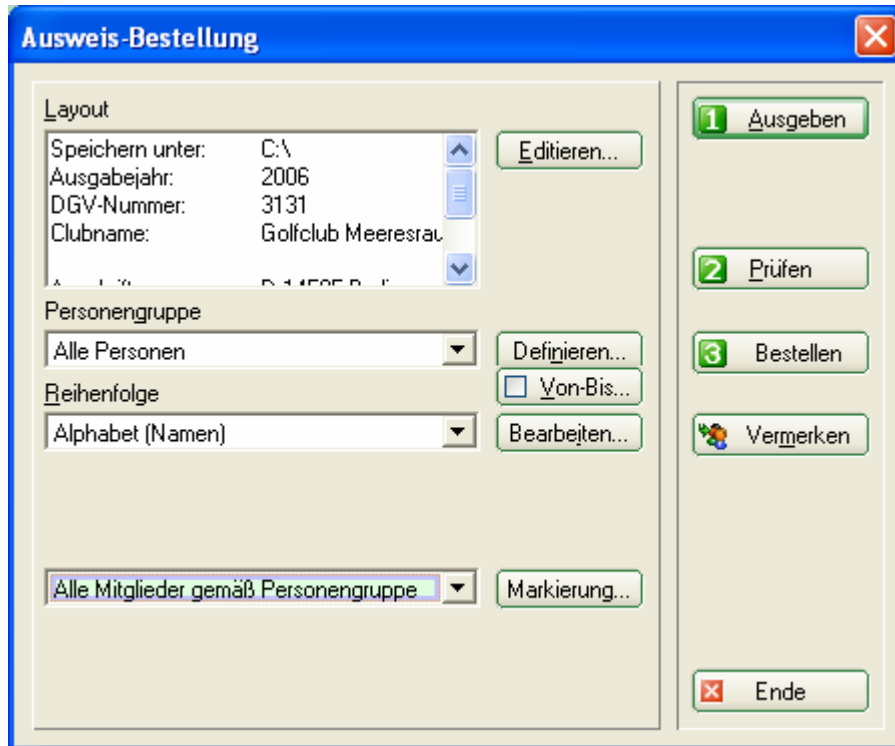 Ausweis-Bestellung
Layout
Speichern unter: C:\
Ausgabejahr: 2006
DGV-Nummer: 3131
Clubname: Golfclub Meeresrau
Editieren...
Personengruppe
Alle Personen
Definieren...
Von-Bis...
Reihenfolge
Alphabet (Namen)
Bearbeiten...
Alle Mitglieder gemäß Personengruppe
Markierung...
1 Ausgeben
2 Prüfen
3 Bestellen
Vermerken
Ende